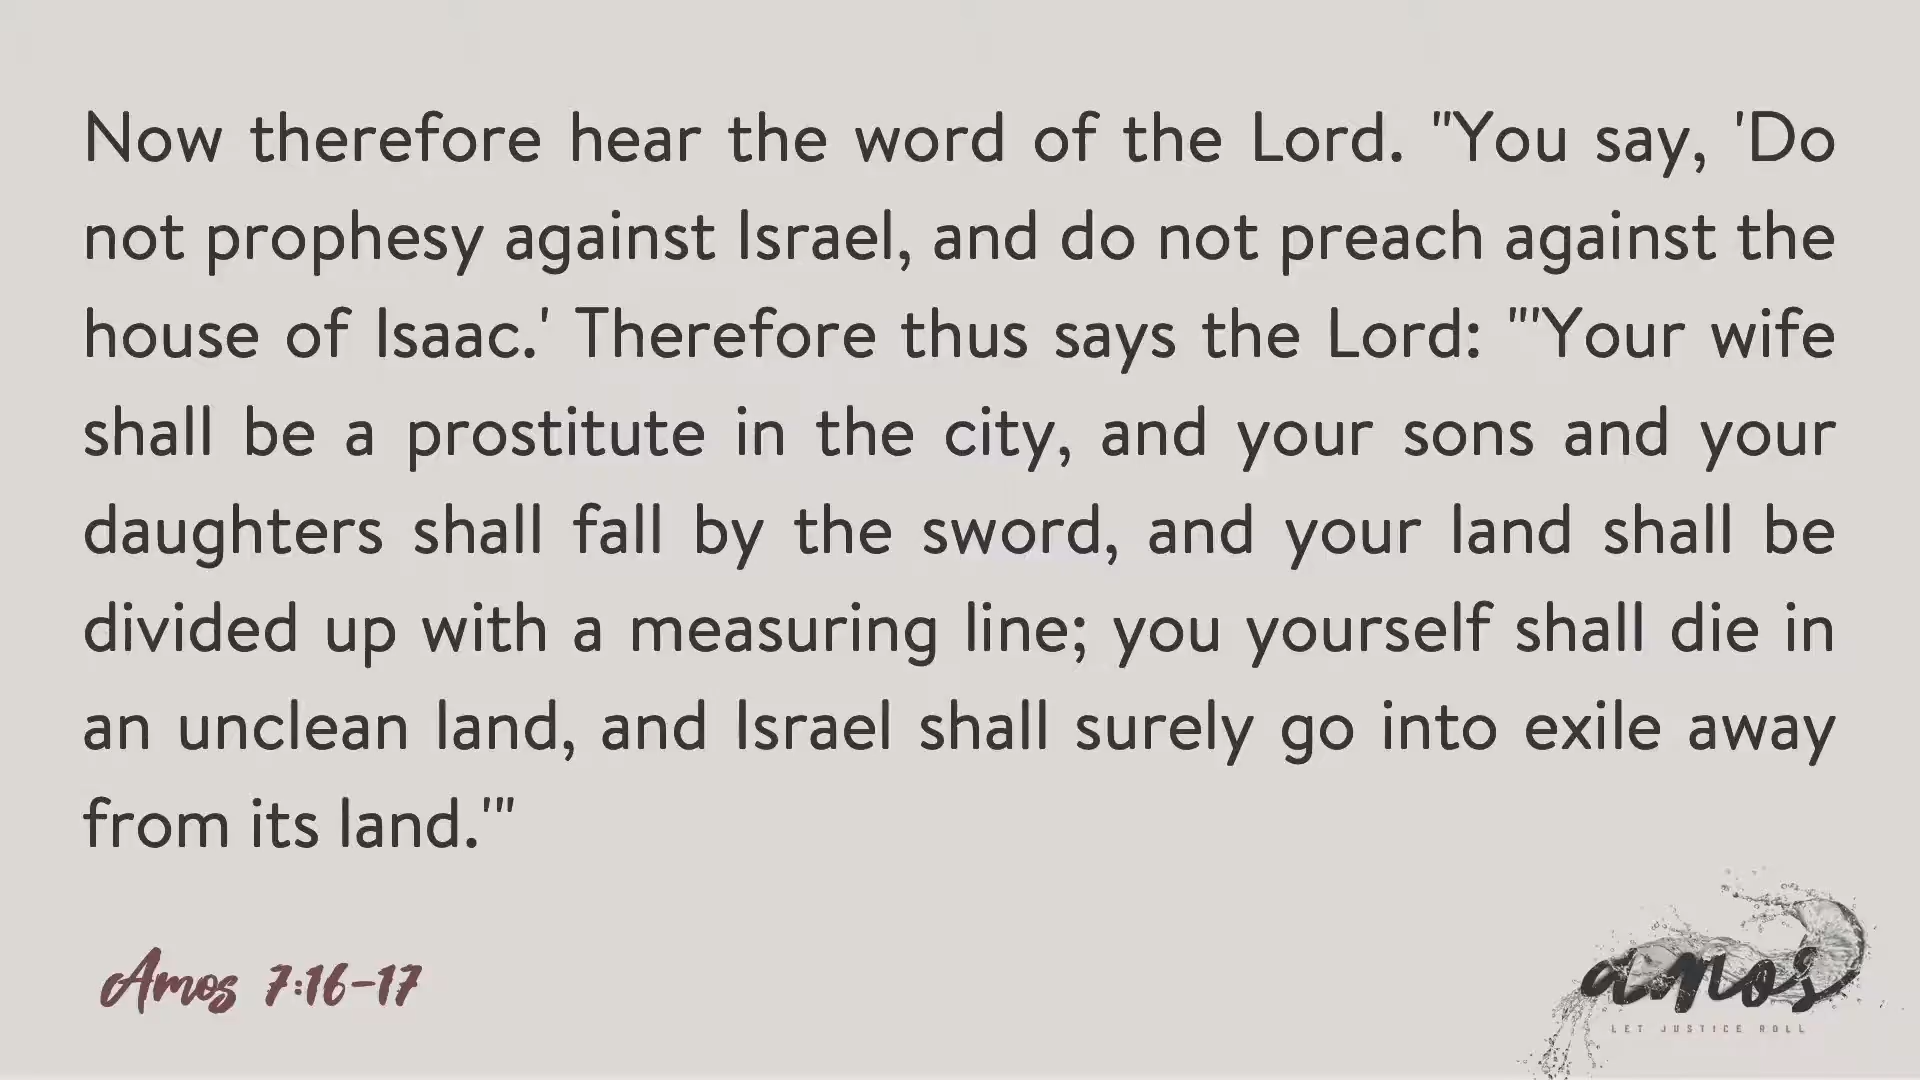 Now therefore hear the word of the Lord. "You say, 'Do
not prophesy against Israel, and do not preach against the
house of Isaac.' Therefore thus says the Lord: "'Your wife
shall be a prostitute in the city, and your sons and your
daughters shall fall by the sword, and your land shall be
divided up with a measuring line; you yourself shall die in
an unclean land, and Israel shall surely go into exile away
from its land.'"
Amos 7:16-17
amos
LET JUSTICE ROLL